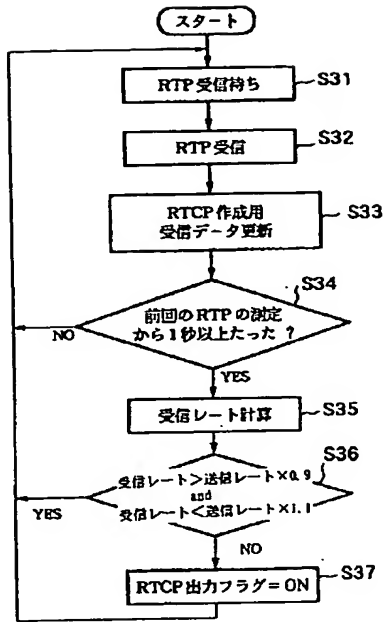 スタート
RTP受信待ち
S31
RTP受信
S32
RTCP作成用
受信データ更新
S33
S34
前回のRTPの測定
から1秒以上たった?
NO
YES
受信レート計算
S35
S36
受信レート>送信レート×0.9
and
受信レート<送信レート×1.1
YES
NO
RTCP出力フラグ=ON
S37